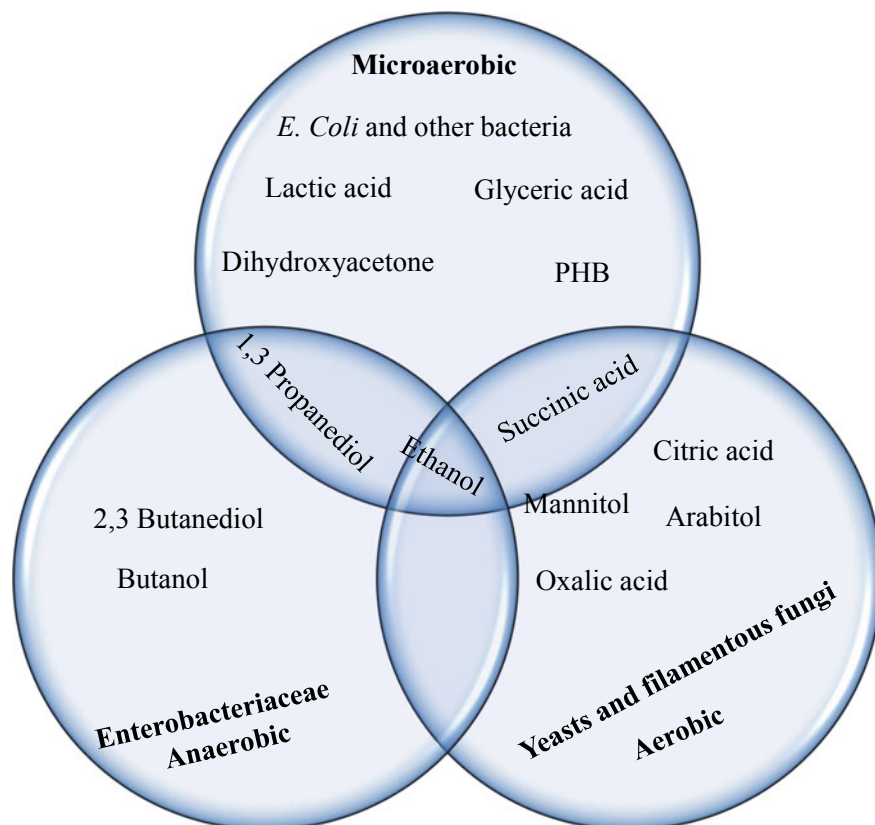 Microaerobic
E. Coli and other bacteria
Lactic acid
Glyceric acid
Dihydroxyacetone
PHB
1,3 Propanediol
Ethanol
Succinic acid
Citric acid
Mannitol
Arabitol
Oxalic acid
2,3 Butanediol
Butanol
Enterobacteriaceae
Anaerobic
Yeasts and filamentous fungi
Aerobic